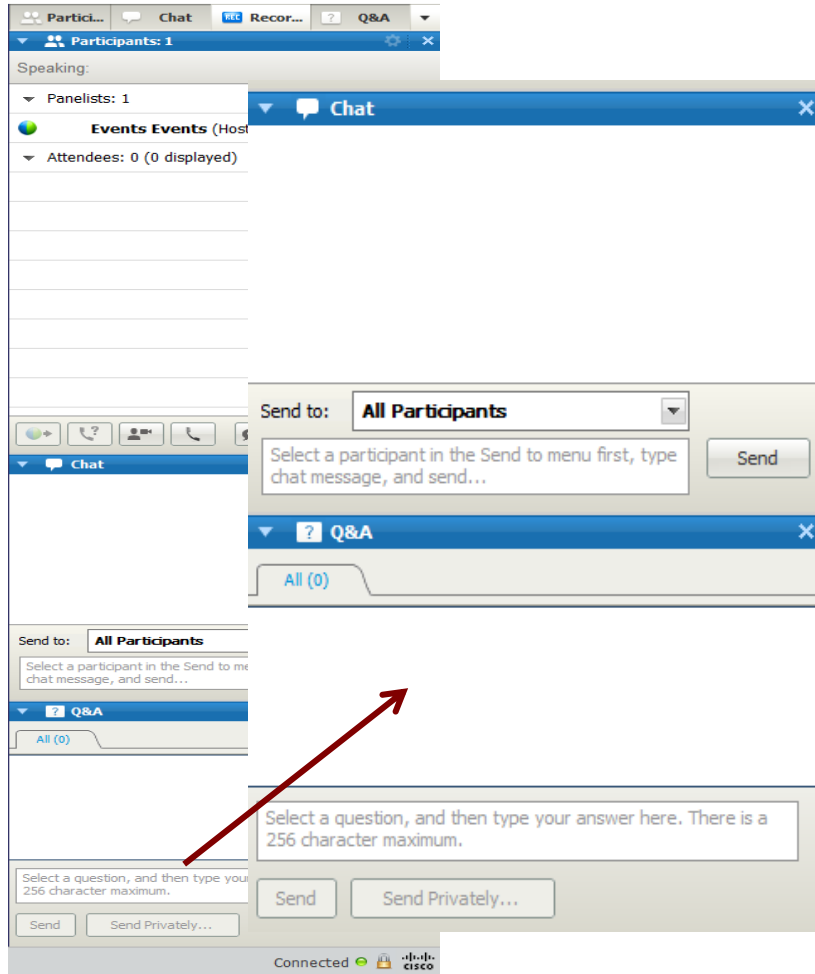 Partici... Chat REC Recor... ? Q&A
Participants: 1
Speaking:
Panelists: 1
Events Events (Host
Attendees: 0 (0 displayed)
Chat
Send to: All Participants
Select a participant in the Send to me
chat message, and send...
? Q&A
All (0)
Select a question, and then type your
256 character maximum.
Send Send Privately...
Connected
CISCO
Chat
Send to: All Participants
Select a participant in the Send to menu first, type
chat message, and send...
Send
? Q&A
All (0)
Select a question, and then type your answer here. There is a
256 character maximum.
Send Send Privately...